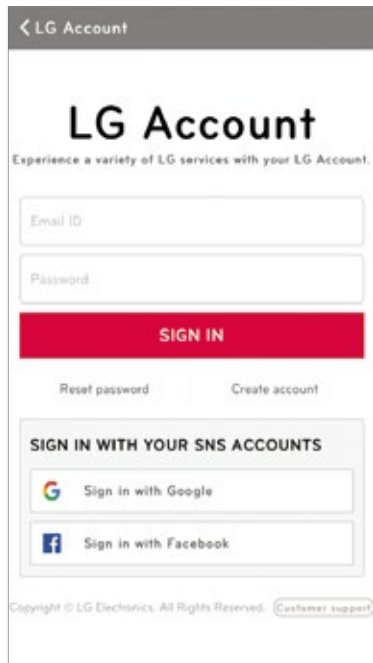 LG Account
LG Account
Experience a variety of LG services with your LG Account.
Email ID
Password
SIGN IN
Reset password Create account
SIGN IN WITH YOUR SNS ACCOUNTS
Sign in with Google
Sign in with Facebook
Copyright © LG Electronics. All Rights Reserved. Customer support